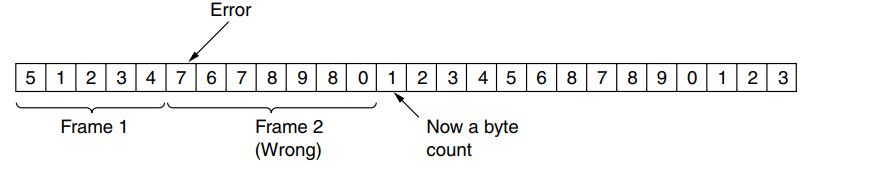 Error
5 1 2 3 4 7 6 7 8 9 8 0 1 2 3 4 5 6 8 7 8 9 0 1 2 3
Frame 1
Frame 2
(Wrong)
Now a byte
count